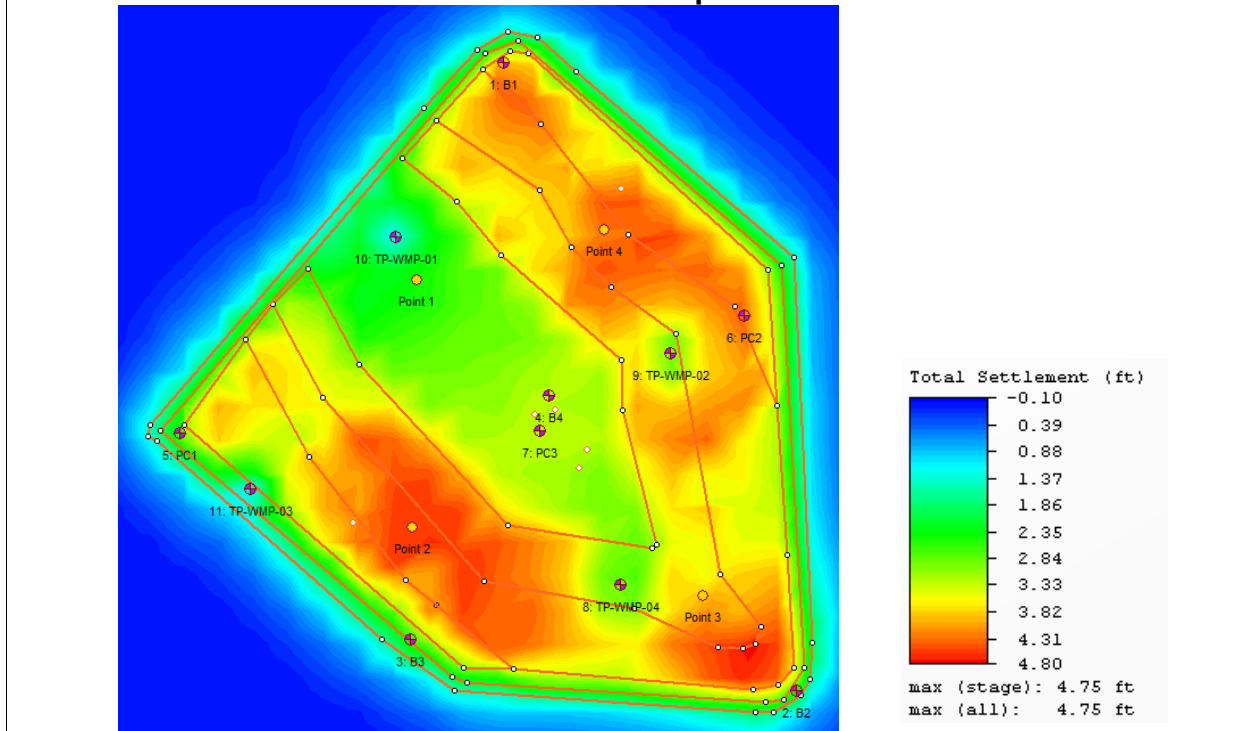 1: B1
Point 4
10: TP-WMP-01
Point 1
6: PC2
9: TP-WMP-02
4: B4
7: PC3
5: PC1
11: TP-WMP-03
Point 2
8: TP-WMP-04
Point 3
3: B3
2: B2
Total Settlement (ft)
-0.10
0.39
0.88
1.37
1.86
2.35
2.84
3.33
3.82
4.31
4.80
max (stage): 4.75 ft
max (all): 4.75 ft